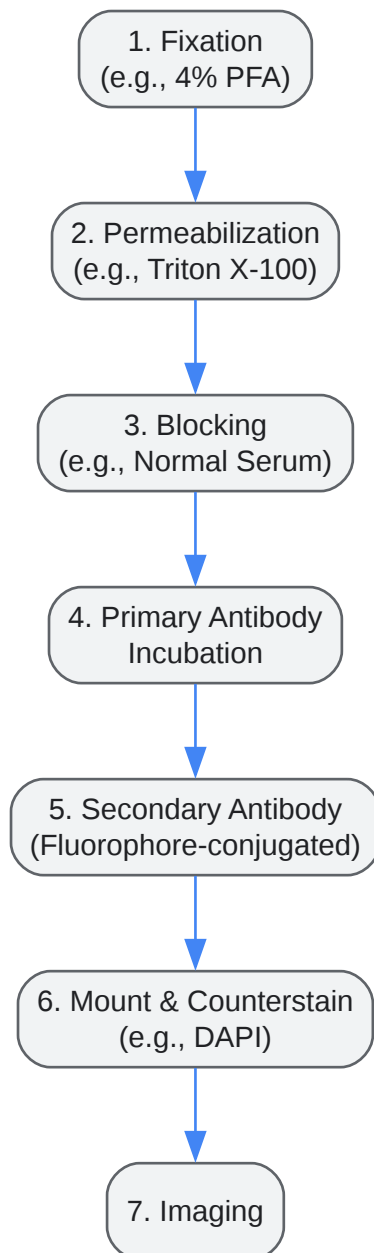 1. Fixation
(e.g., 4% PFA)
2. Permeabilization
(e.g., Triton X-100)
3. Blocking
(e.g., Normal Serum)
4. Primary Antibody
Incubation
5. Secondary Antibody
(Fluorophore-conjugated)
6. Mount & Counterstain
(e.g., DAPI)
7. Imaging